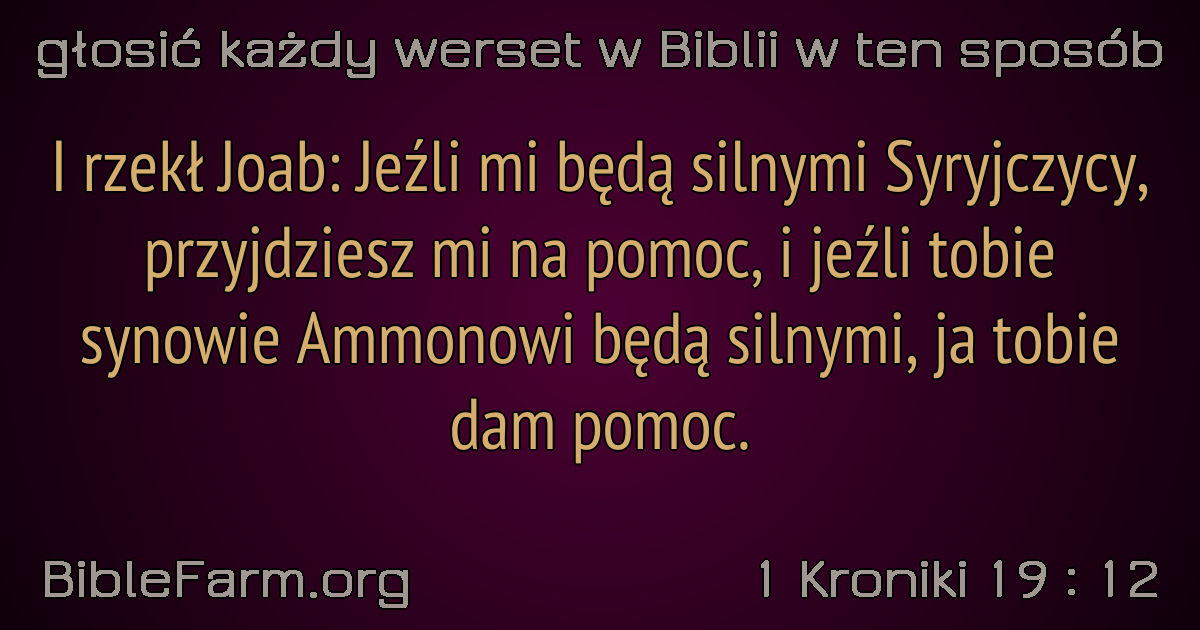 głosić każdy werset w Biblii w ten sposób
I rzekł Joab: Jeźli mi będą silnymi Syryjczycy,
przyjdziesz mi na pomoc, i jeźli tobie
synowie Ammonowi będą silnymi, ja tobie
dam pomoc.
BibleFarm.org
1 Kroniki 19 : 12